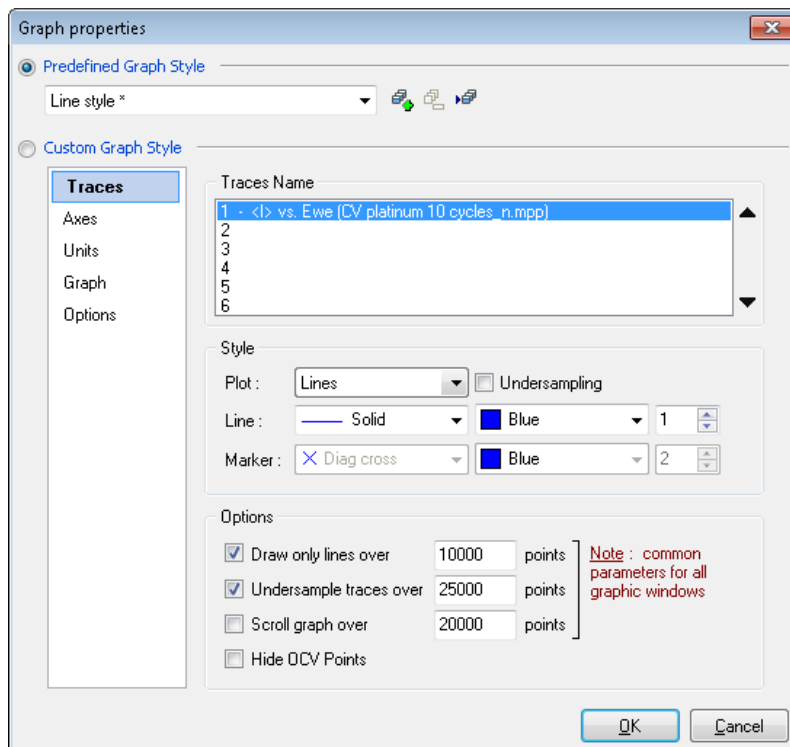 Graph properties
Predefined Graph Style
Line style *
Custom Graph Style
Traces
Axes
Units
Graph
Options
Traces Name
1 - <I> vs. Ewe (CV platinum 10 cycles_n.mpp)
2
3
4
5
6
Style
Plot : Lines Undersampling
Line : Solid Blue 1
Marker : Diag cross Blue 2
Options
Draw only lines over 10000 points
Undersample traces over 25000 points
Scroll graph over 20000 points
Hide OCV Points
Note : common
parameters for all
graphic windows
OK Cancel